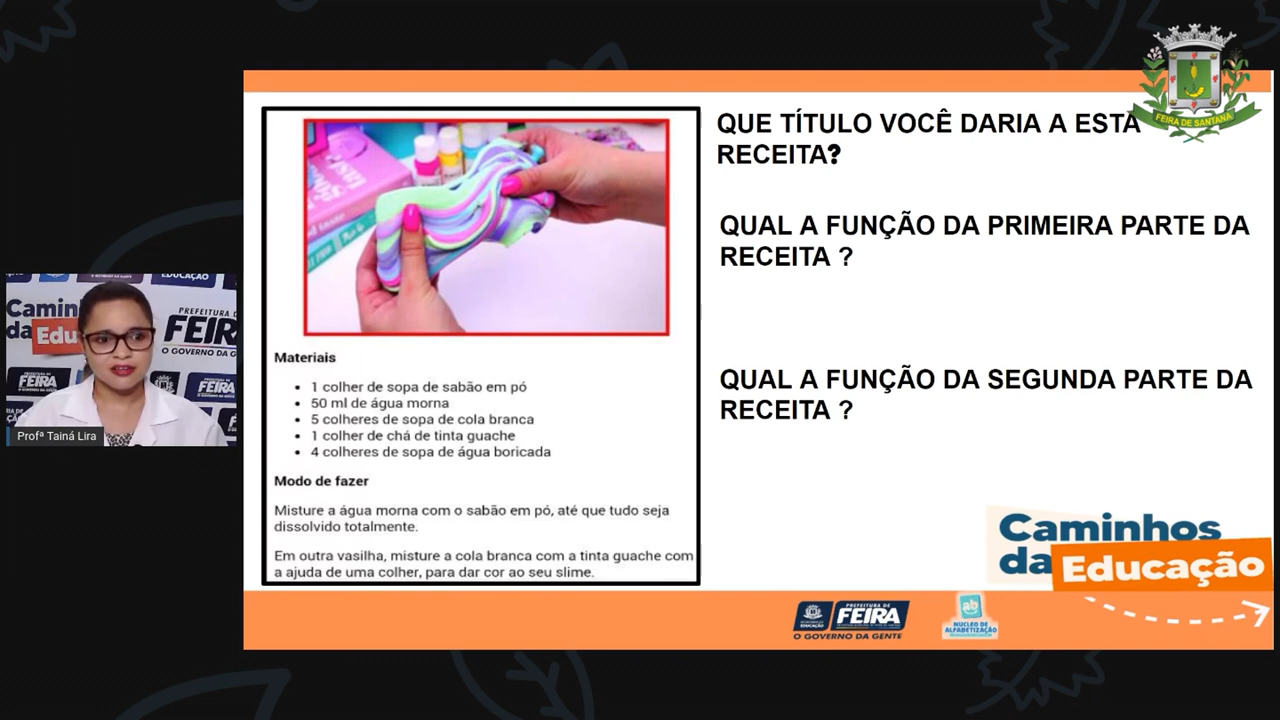 FEIRA DE SANTANA
QUE TÍTULO VOCÊ DARIA A ESTA
RECEITA?
QUAL A FUNÇÃO DA PRIMEIRA PARTE DA
RECEITA ?
QUAL A FUNÇÃO DA SEGUNDA PARTE DA
RECEITA ?
Materiais
• 1 colher de sopa de sabão em pó
• 50 ml de água morna
• 5 colheres de sopa de cola branca
• 1 colher de chá de tinta guache
• 4 colheres de sopa de água boricada
Modo de fazer
Misture a água morna com o sabão em pó, até que tudo seja
dissolvido totalmente.
Em outra vasilha, misture a cola branca com a tinta guache com
a ajuda de uma colher, para dar cor ao seu slime.
EDUCAÇÃO
Camin
da Edu
PREFEITURA DE
FEIR
O GOVERNO DA G
FEIRA
FEIRA
Profª Tainá Lira
Caminhos
da Educação
EDUCAÇÃO
PREFEITURA DE
FEIRA
O GOVERNO DA GENTE
ab
NÚCLEO DE
ALFABETIZAÇÃO